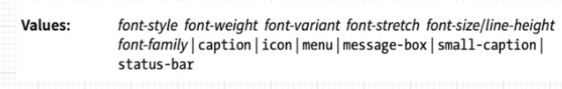 Values: font-style font-weight font-variant font-stretch font-size/line-height
font-family | caption | icon | menu | message-box | small-caption |
status-bar